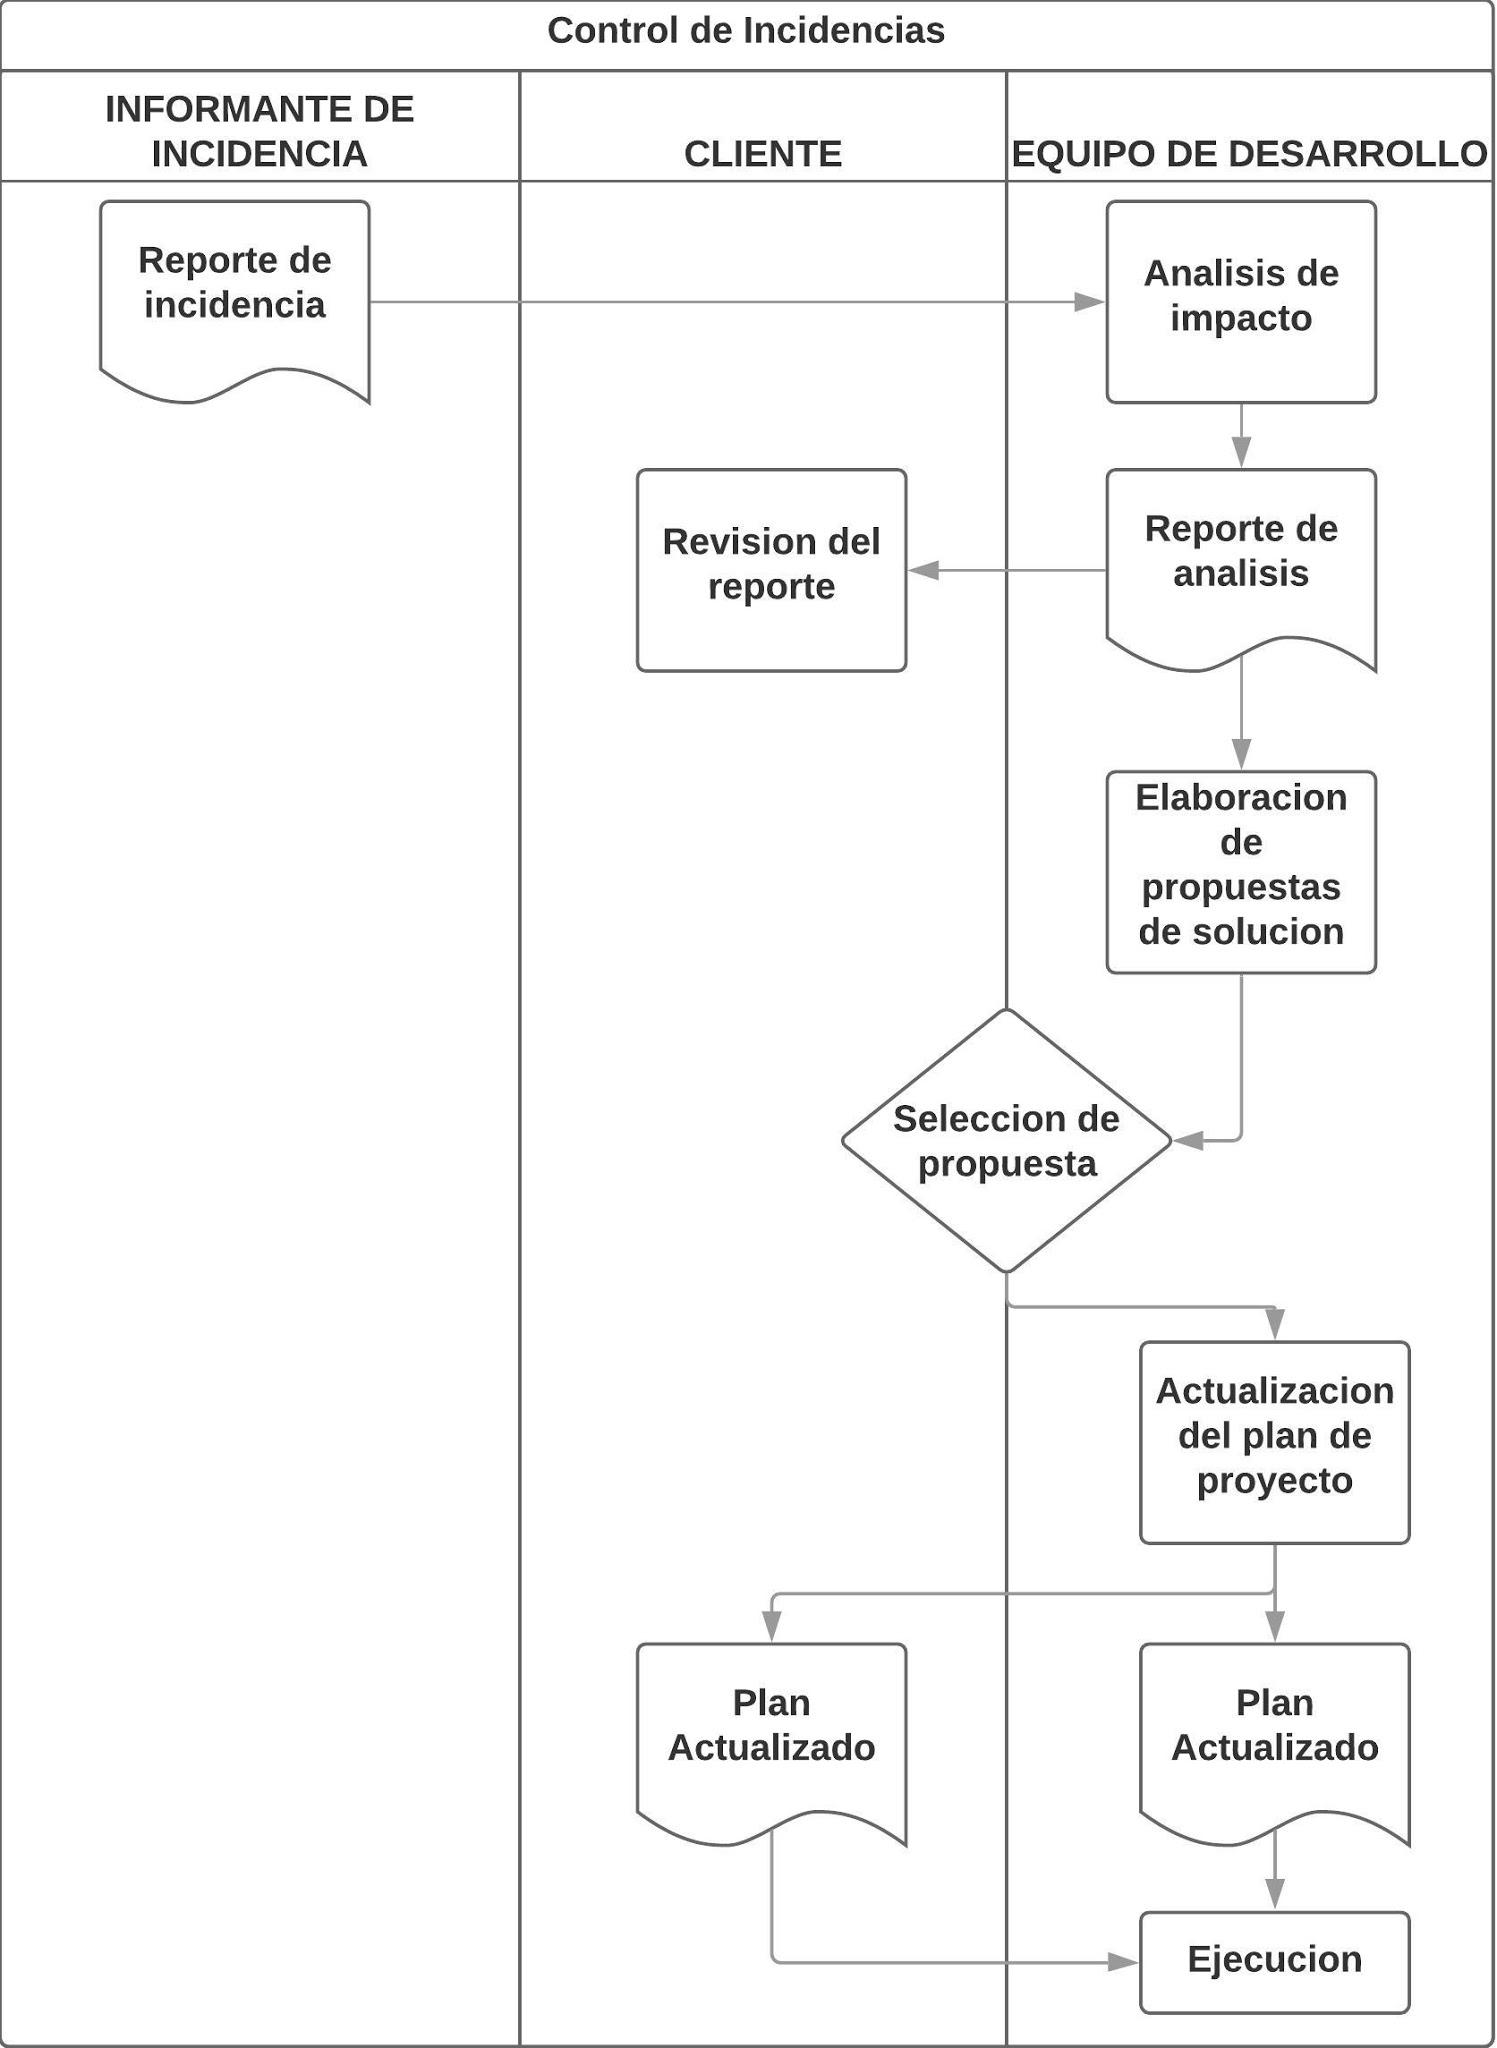 Control de Incidencias
INFORMANTE DE
INCIDENCIA
CLIENTE
EQUIPO DE DESARROLLO
Reporte de
incidencia
Analisis de
impacto
Revision del
reporte
Reporte de
analisis
Elaboracion
de
propuestas
de solucion
Seleccion de
propuesta
Actualizacion
del plan de
proyecto
Plan
Actualizado
Plan
Actualizado
Ejecucion